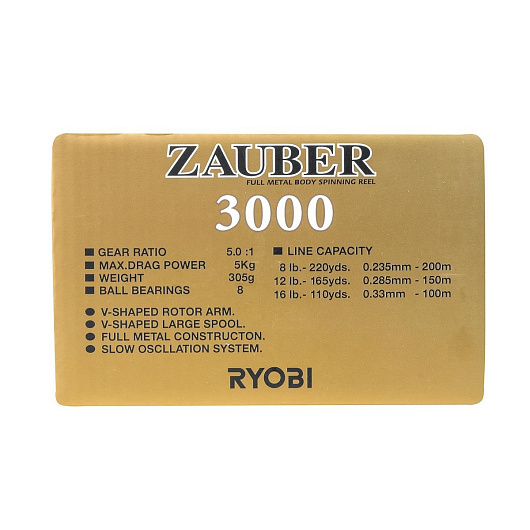 ZAUBER
FULL METAL BODY SPINNING REEL
3000
■ GEAR RATIO 5.0 :1
■ MAX.DRAG POWER 5Kg
■ WEIGHT 305g
■ BALL BEARINGS 8
■ LINE CAPACITY
8 lb.- 220yds. 0.235mm - 200m
12 lb.- 165yds. 0.285mm - 150m
16 lb.- 110yds. 0.33mm - 100m
● V-SHAPED ROTOR ARM.
● V-SHAPED LARGE SPOOL.
● FULL METAL CONSTRUCTON.
● SLOW OSCLLATION SYSTEM.
RYOBI